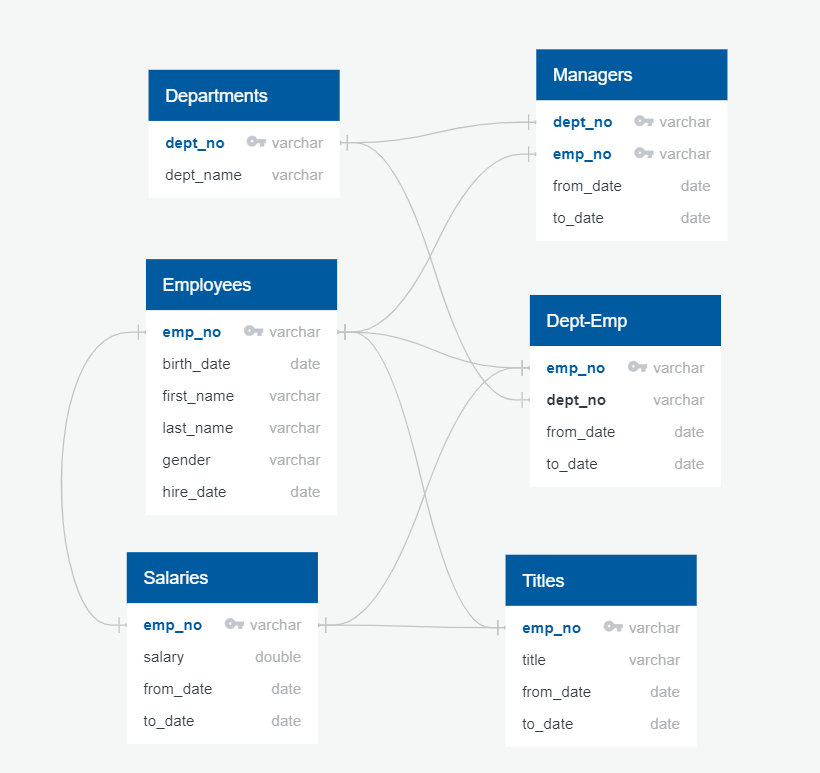 Departments
dept_no varchar
dept_name varchar
Managers
dept_no varchar
emp_no varchar
from_date date
to_date date
Employees
emp_no varchar
birth_date date
first_name varchar
last_name varchar
gender varchar
hire_date date
Dept-Emp
emp_no varchar
dept_no varchar
from_date date
to_date date
Salaries
emp_no varchar
salary double
from_date date
to_date date
Titles
emp_no varchar
title varchar
from_date date
to_date date